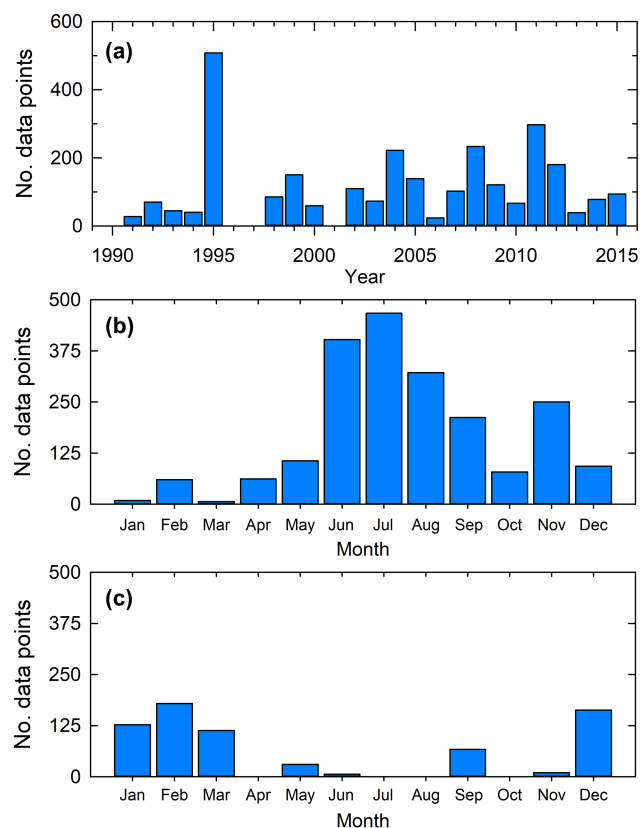 (a)
No. data points
600
400
200
0
1990 1995 2000 2005 2010 2015
Year
(b)
No. data points
500
375
250
125
0
Jan Feb Mar Apr May Jun Jul Aug Sep Oct Nov Dec
Month
(c)
No. data points
500
375
250
125
0
Jan Feb Mar Apr May Jun Jul Aug Sep Oct Nov Dec
Month